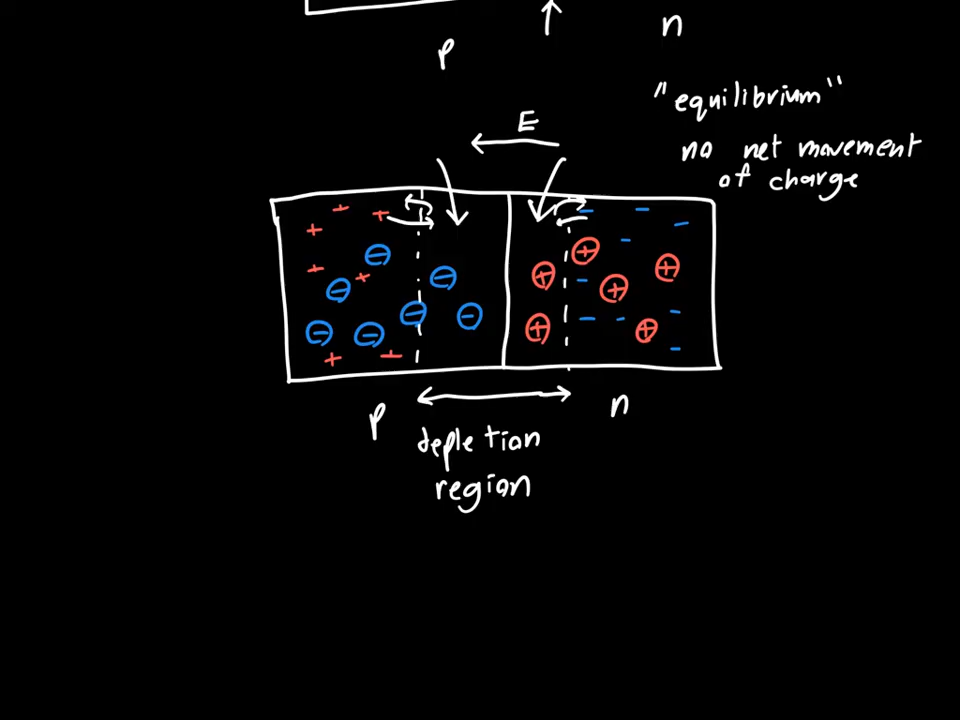 p
n
"equilibrium"
no net movement
of charge
E
p
n
depletion
region